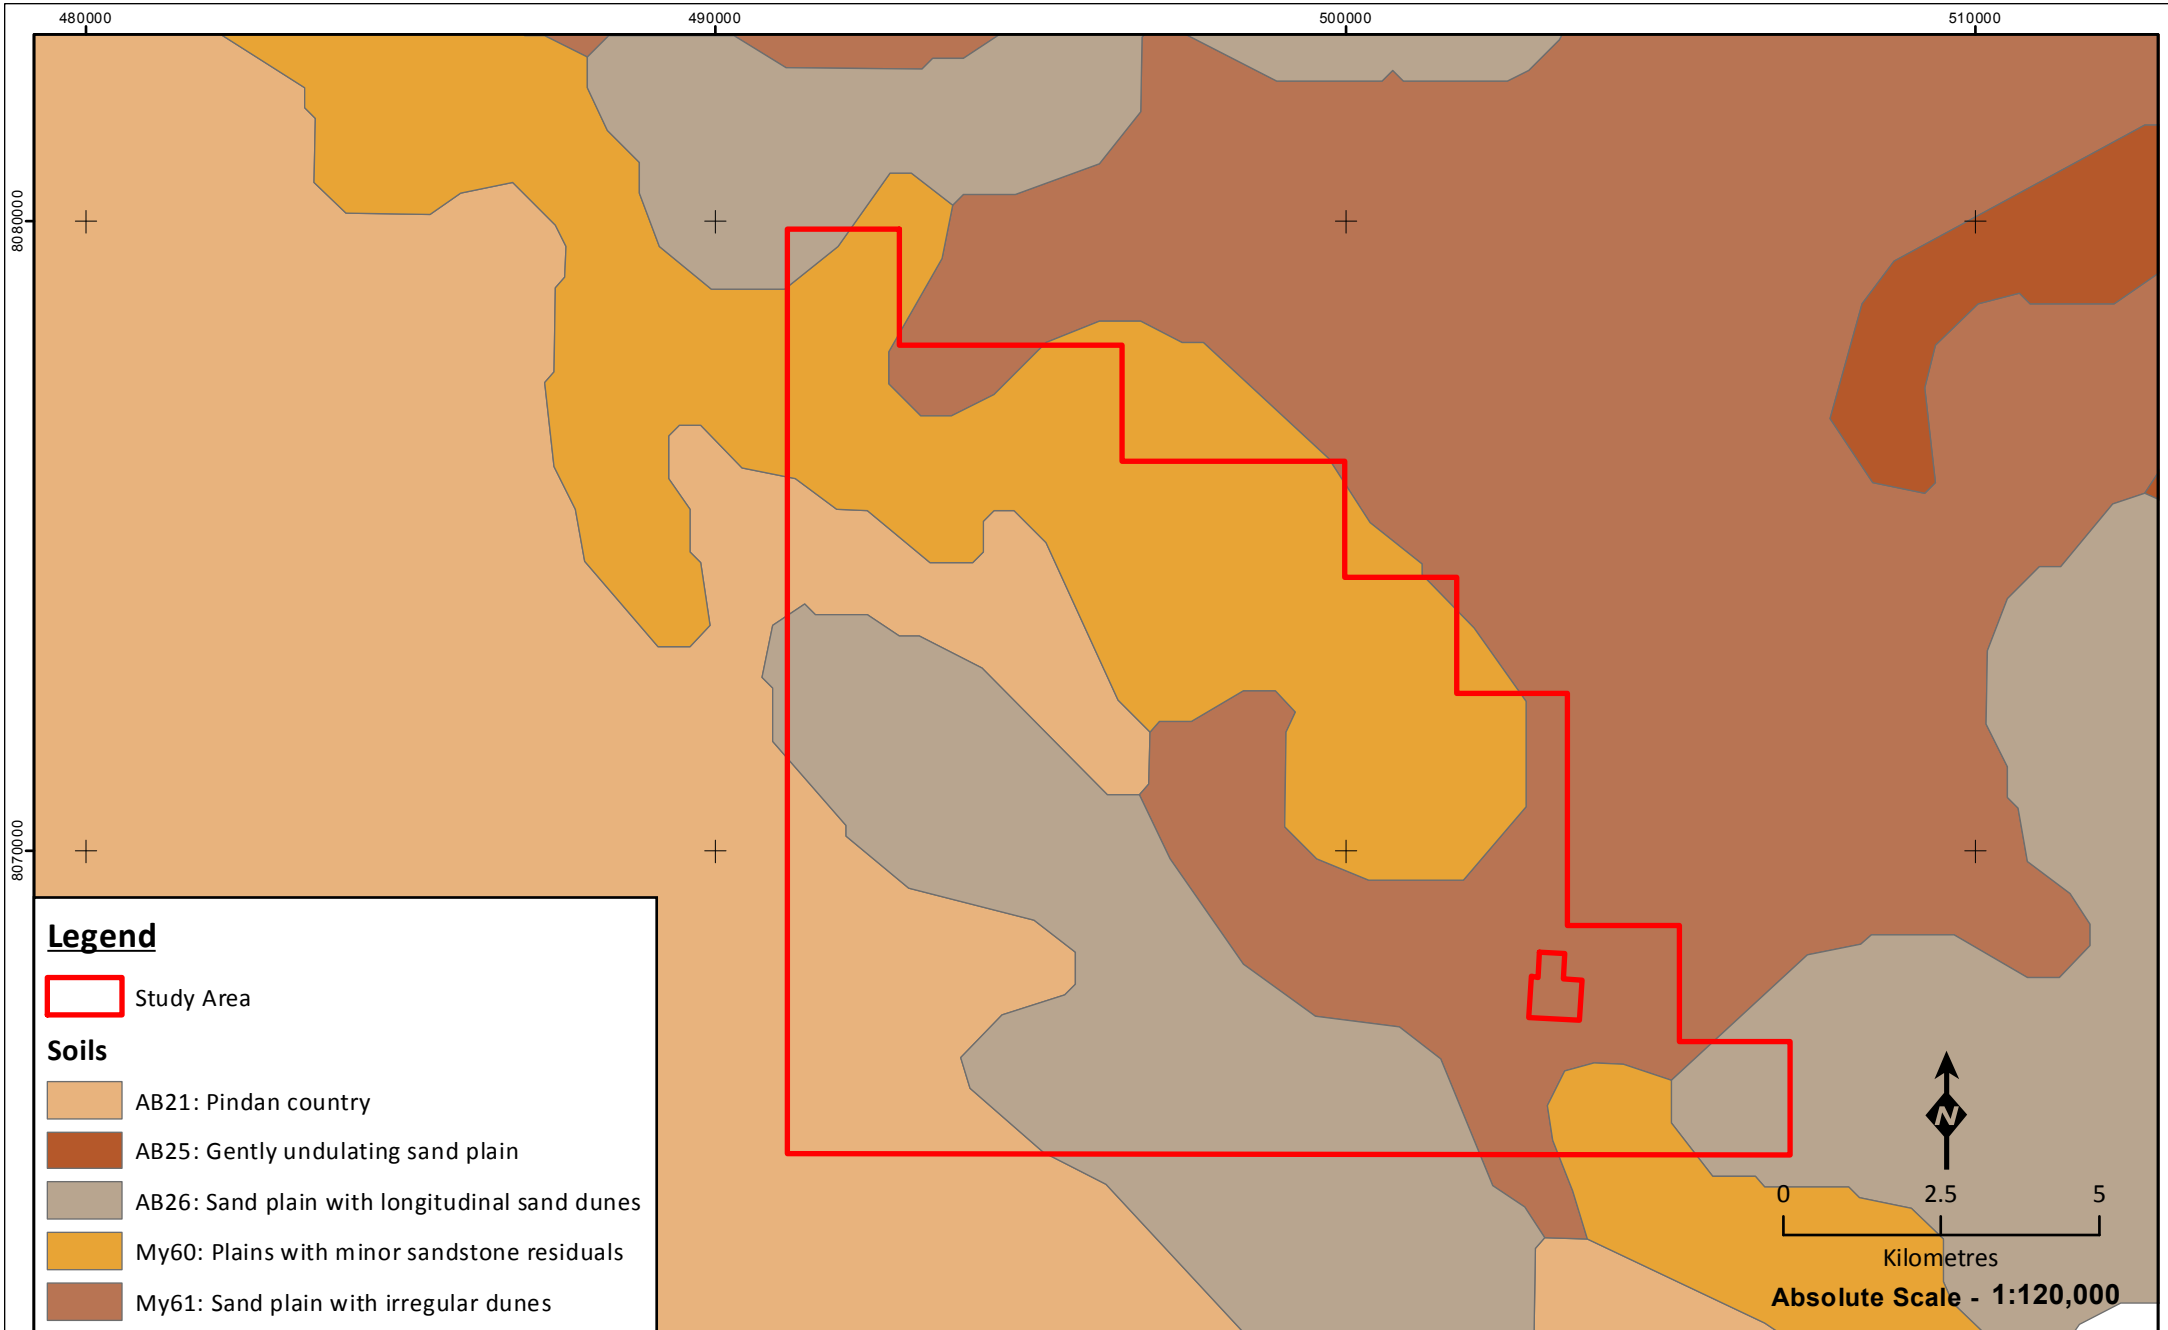 480000
490000
500000
510000
8080000
8070000
Legend
Study Area
Soils
AB21: Pindan country
AB25: Gently undulating sand plain
AB26: Sand plain with longitudinal sand dunes
My60: Plains with minor sandstone residuals
My61: Sand plain with irregular dunes
N
0 2.5 5
Kilometres
Absolute Scale - 1:120,000